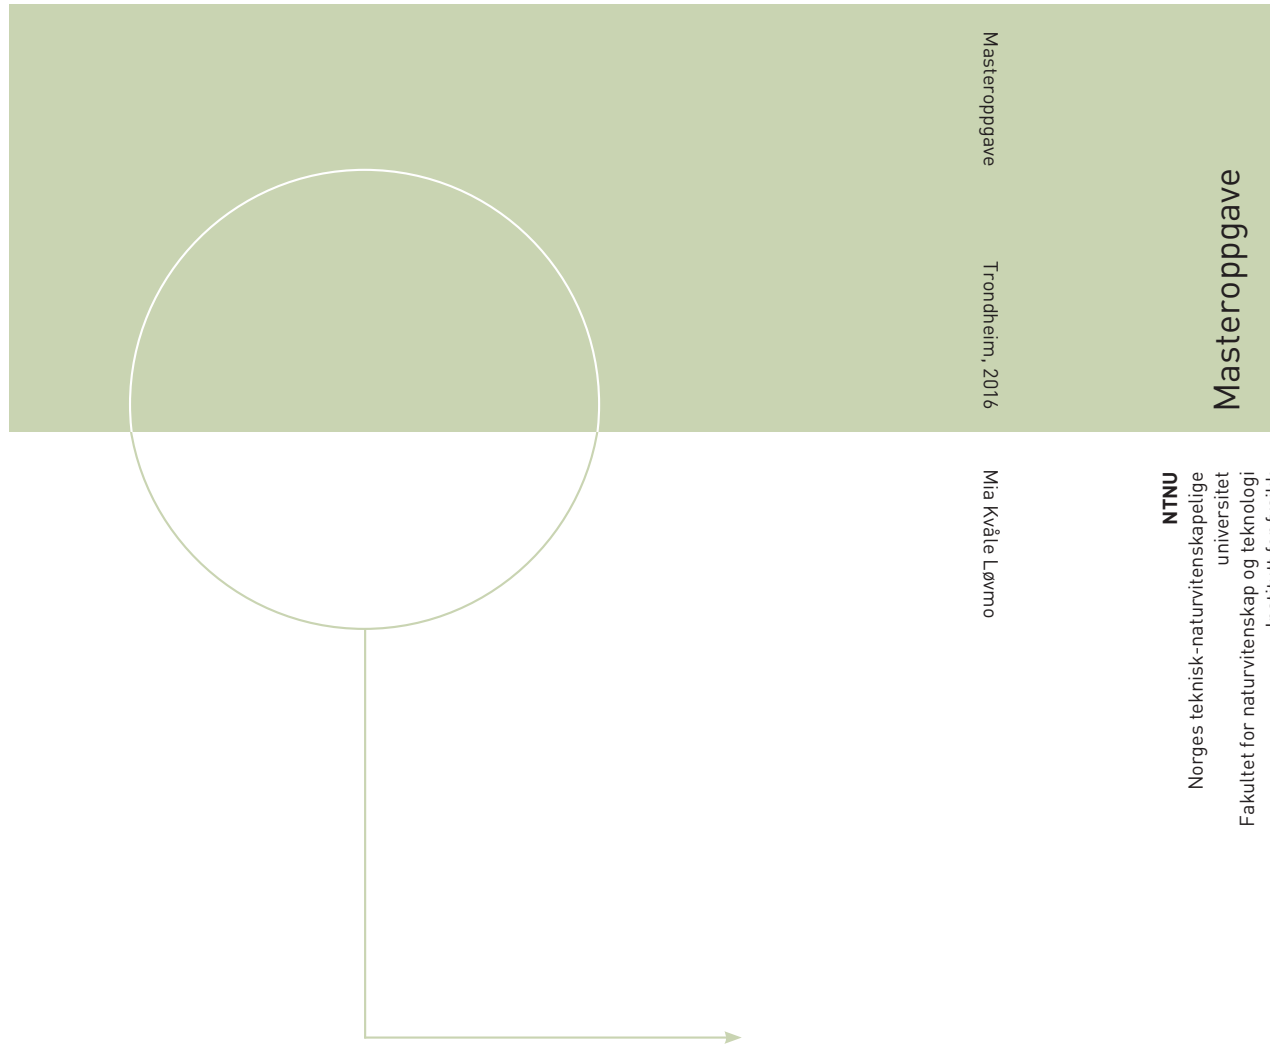 Masteroppgave
Trondheim, 2016
Mia Kvåle Løvmo
Masteroppgave
NTNU
Norges teknisk-naturvitenskapelige
universitet
Fakultet for naturvitenskap og teknologi